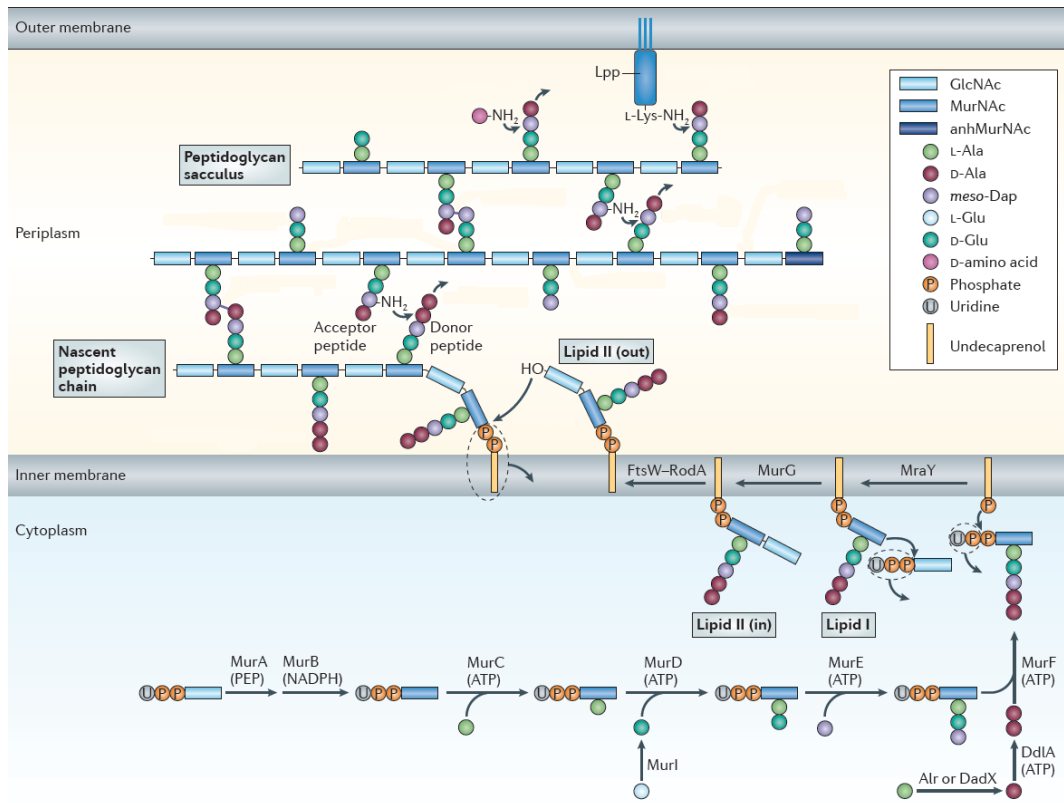 Outer membrane
Lpp
L-Lys-NH2
NH2
Peptidoglycan
sacculus
GlcNAc
MurNAc
anhMurNAc
L-Ala
D-Ala
meso-Dap
L-Glu
D-Glu
D-amino acid
P Phosphate
U Uridine
Undecaprenol
Periplasm
NH2
NH2
Acceptor
peptide
Donor
peptide
Nascent
peptidoglycan
chain
Lipid II (out)
HO
P
P
P
P
Inner membrane
FtsW–RodA
MurG
MraY
Cytoplasm
P
P
P
P
P
U P P
U P P
Lipid II (in)
Lipid I
MurA
(PEP)
MurB
(NADPH)
MurC
(ATP)
MurD
(ATP)
MurE
(ATP)
MurF
(ATP)
U P P
U P P
U P P
U P P
U P P
MurI
DdlA
(ATP)
Alr or DadX